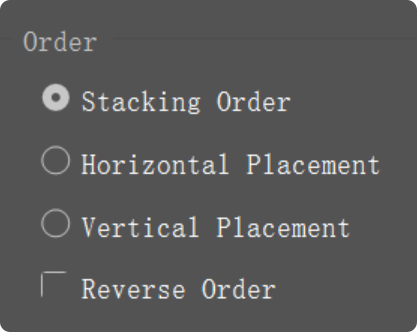 Order
Stacking Order
Horizontal Placement
Vertical Placement
Reverse Order